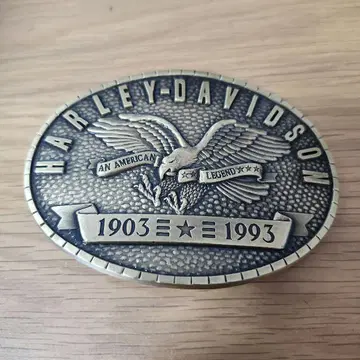 HARLEY-DAVIDSON
AN AMERICAN LEGEND
1903 1993